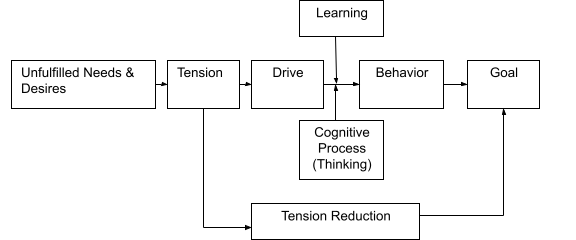 Learning
Unfulfilled Needs &
Desires
Tension
Drive
Behavior
Goal
Cognitive
Process
(Thinking)
Tension Reduction